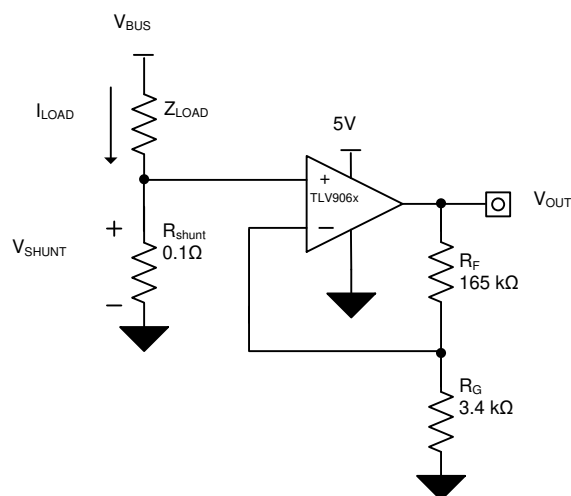 VBUS
ILOAD
ZLOAD
5V
+
TLV906x
−
VOUT
+
VSHUNT
−
Rshunt
0.1Ω
RF
165 kΩ
RG
3.4 kΩ